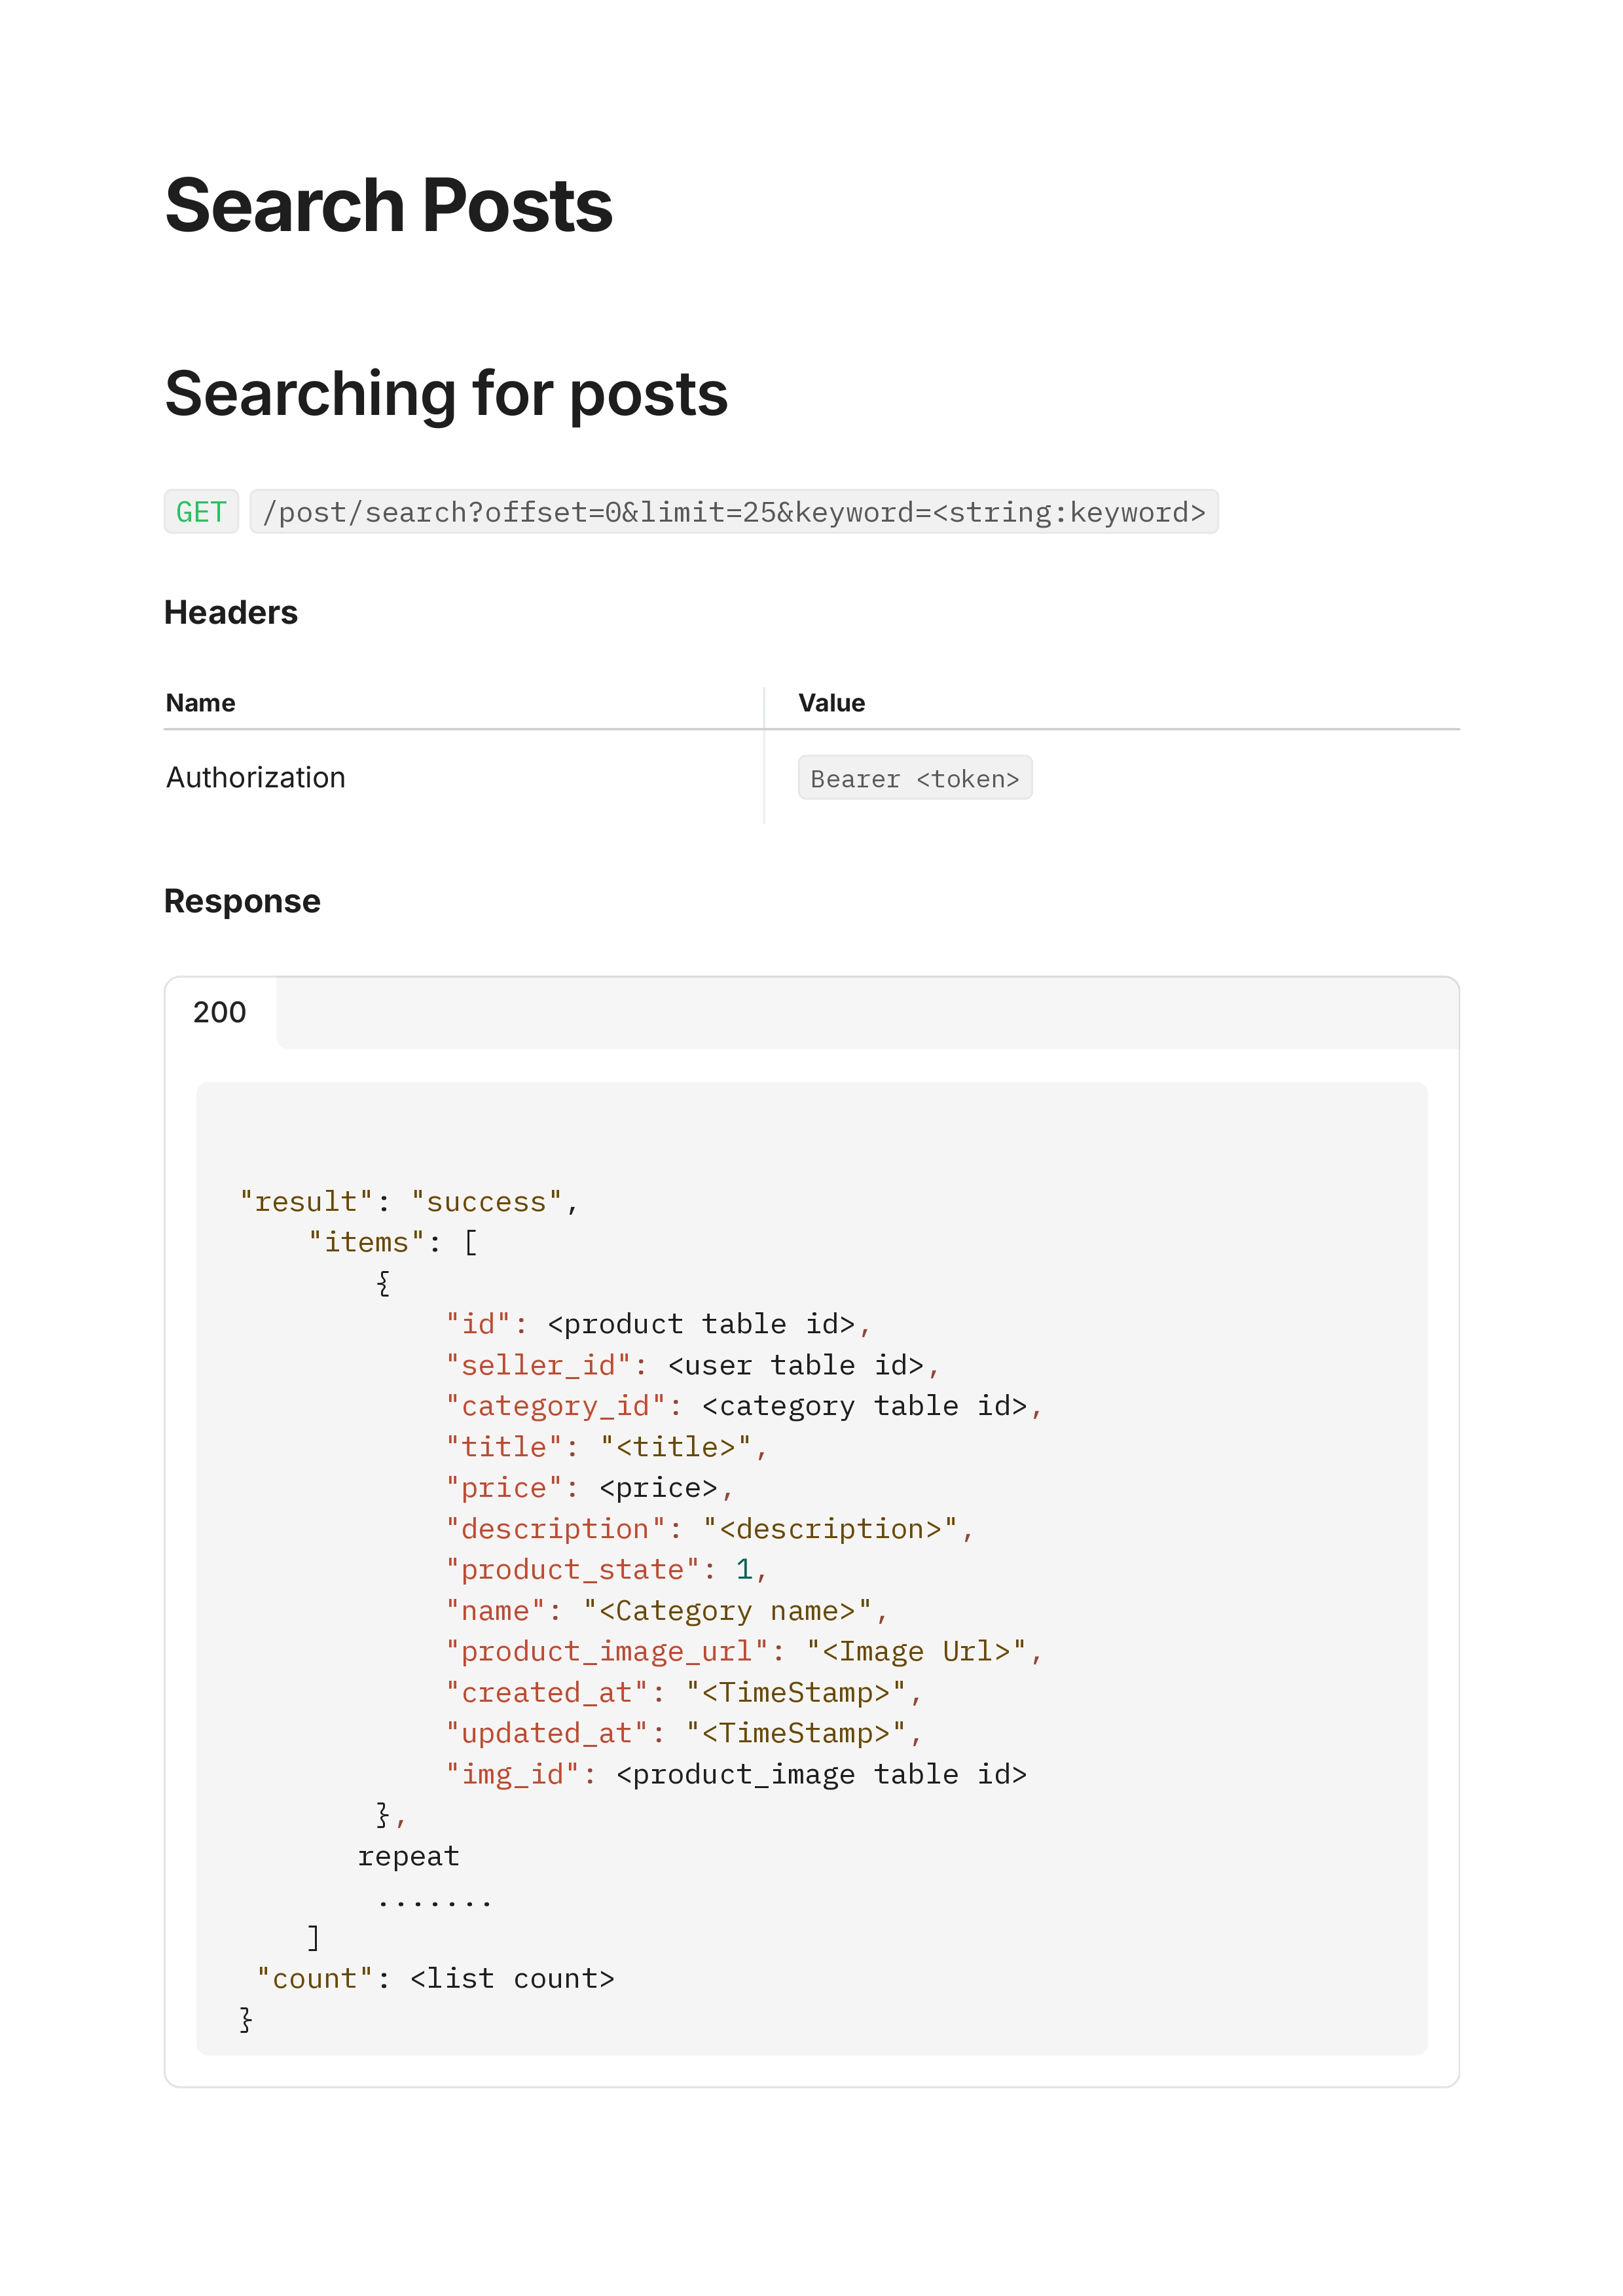 Search Posts
Searching for posts
GET /post/search?offset=0&limit=25&keyword=<string:keyword>
Headers
Name Value
Authorization Bearer <token>
Response
200
"result": "success",
    "items": [
        {
            "id": <product table id>,
            "seller_id": <user table id>,
            "category_id": <category table id>,
            "title": "<title>",
            "price": <price>,
            "description": "<description>",
            "product_state": 1,
            "name": "<Category name>",
            "product_image_url": "<Image Url>",
            "created_at": "<TimeStamp>",
            "updated_at": "<TimeStamp>",
            "img_id": <product_image table id>
        },
       repeat
        .......
    ]
 "count": <list count>
}